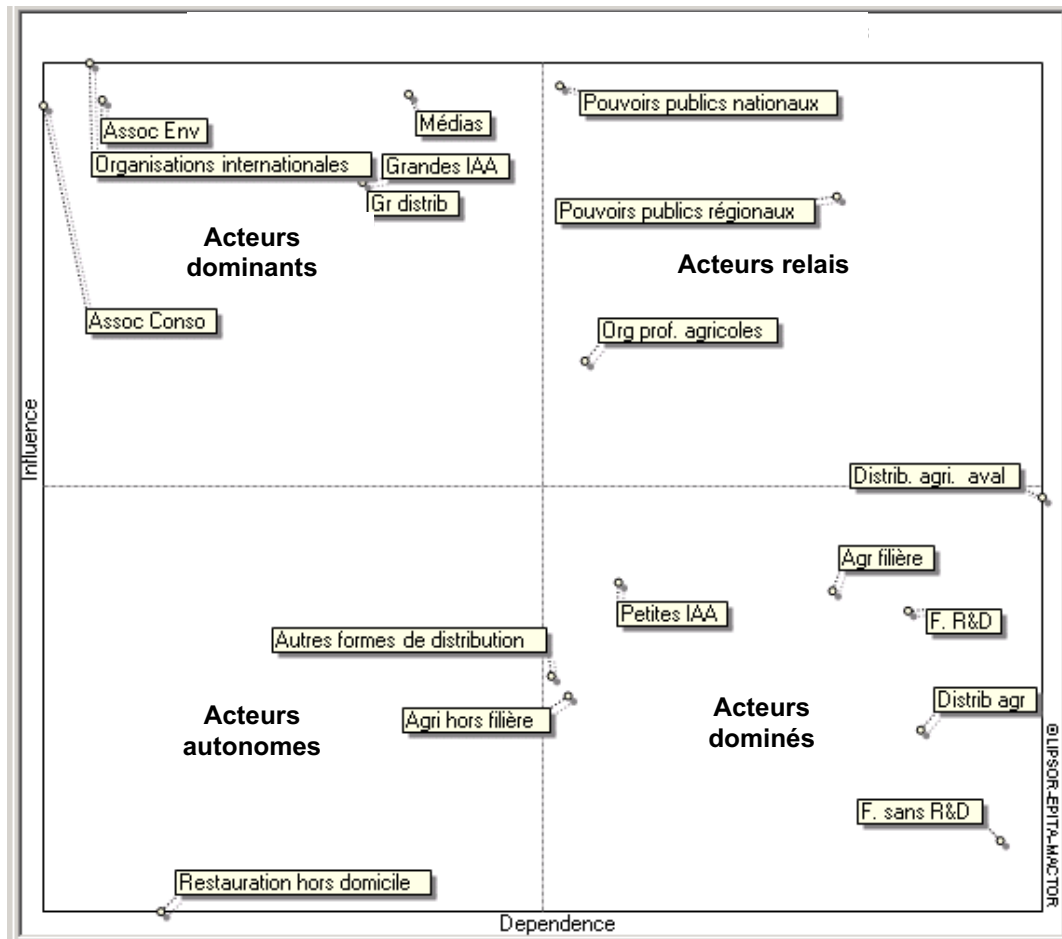 Pouvoirs publics nationaux
Médias
Assoc Env
Organisations internationales
Grandes IAA
Gr distrib
Pouvoirs publics régionaux
Acteurs
dominants
Acteurs relais
Assoc Conso
Org prof. agricoles
Influence
Distrib. agri. aval
Agr filière
Petites IAA
F. R&D
Autres formes de distribution
Distrib agr
Agri hors filière
Acteurs
autonomes
Acteurs
dominés
F. sans R&D
Restauration hors domicile
Dependence
©LIPSOR-EPITA-MACTOR